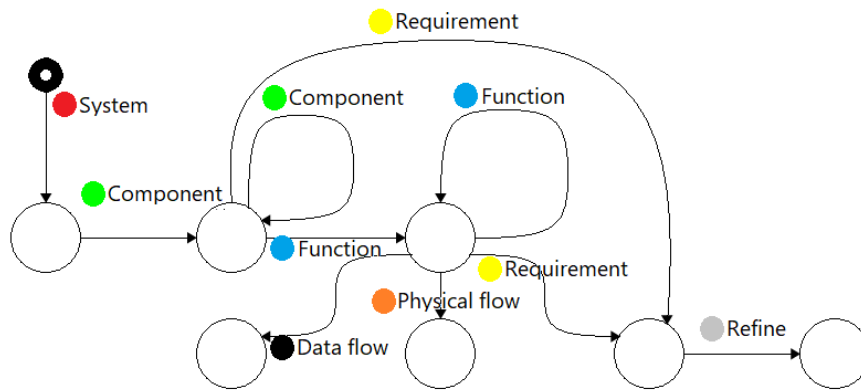 Requirement
System
Component
Function
Component
Function
Requirement
Physical flow
Data flow
Refine